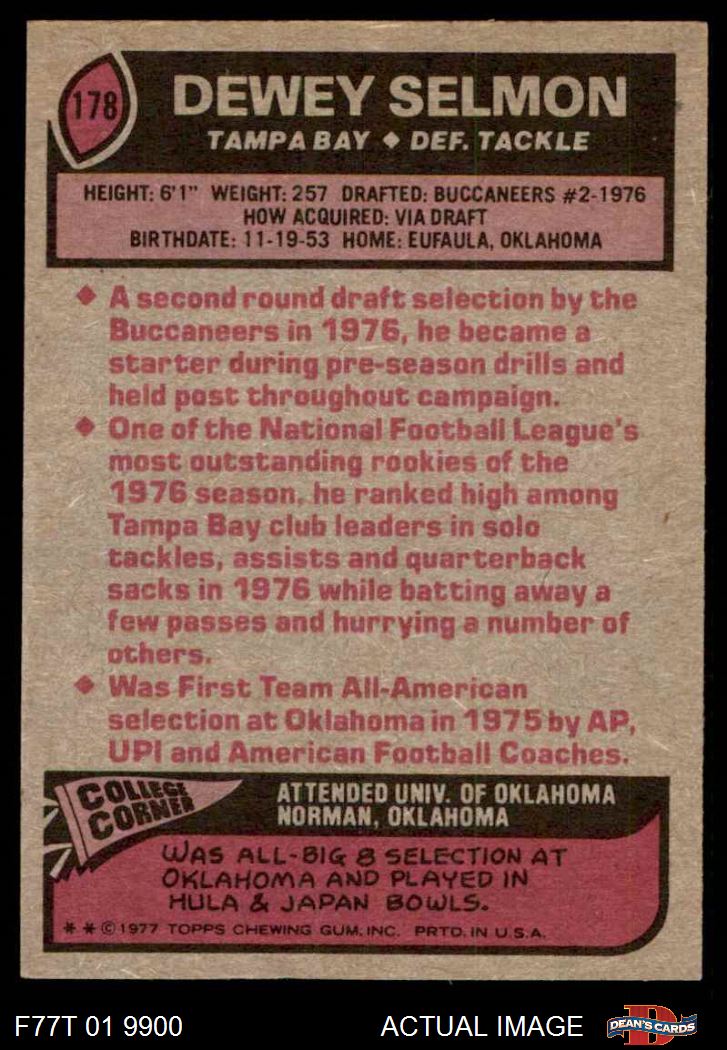 178
DEWEY SELMON
TAMPA BAY ◆ DEF. TACKLE
HEIGHT: 6'1" WEIGHT: 257 DRAFTED: BUCCANEERS #2-1976
HOW ACQUIRED: VIA DRAFT
BIRTHDATE: 11-19-53 HOME: EUFAULA, OKLAHOMA
◆ A second round draft selection by the
Buccaneers in 1976, he became a
starter during pre-season drills and
held post throughout campaign.
◆ One of the National Football League's
most outstanding rookies of the
1976 season, he ranked high among
Tampa Bay club leaders in solo
tackles, assists and quarterback
sacks in 1976 while batting away a
few passes and hurrying a number of
others.
◆ Was First Team All-American
selection at Oklahoma in 1975 by AP,
UPI and American Football Coaches.
COLLEGE
CORNER
ATTENDED UNIV. OF OKLAHOMA
NORMAN, OKLAHOMA
WAS ALL-BIG 8 SELECTION AT
OKLAHOMA AND PLAYED IN
HULA & JAPAN BOWLS.
* * © 1977 TOPPS CHEWING GUM, INC. PRTD. IN U.S.A.
F77T 01 9900
ACTUAL IMAGE
D
DEAN'S CARDS